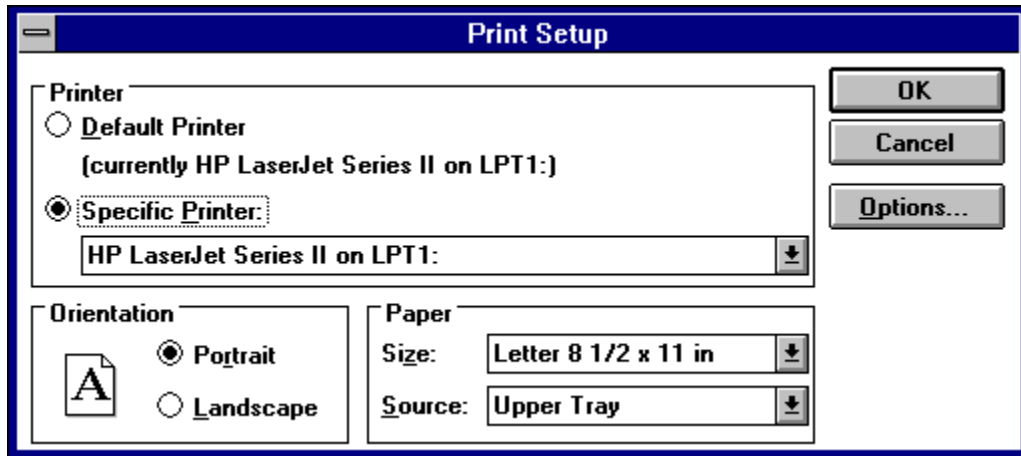 Print Setup
Printer
OK
Default Printer
(currently HP LaserJet Series II on LPT1:)
Cancel
Specific Printer:
Options...
HP LaserJet Series II on LPT1:
Orientation
Paper
A
Portrait
Size: Letter 8 1/2 x 11 in
Landscape
Source: Upper Tray